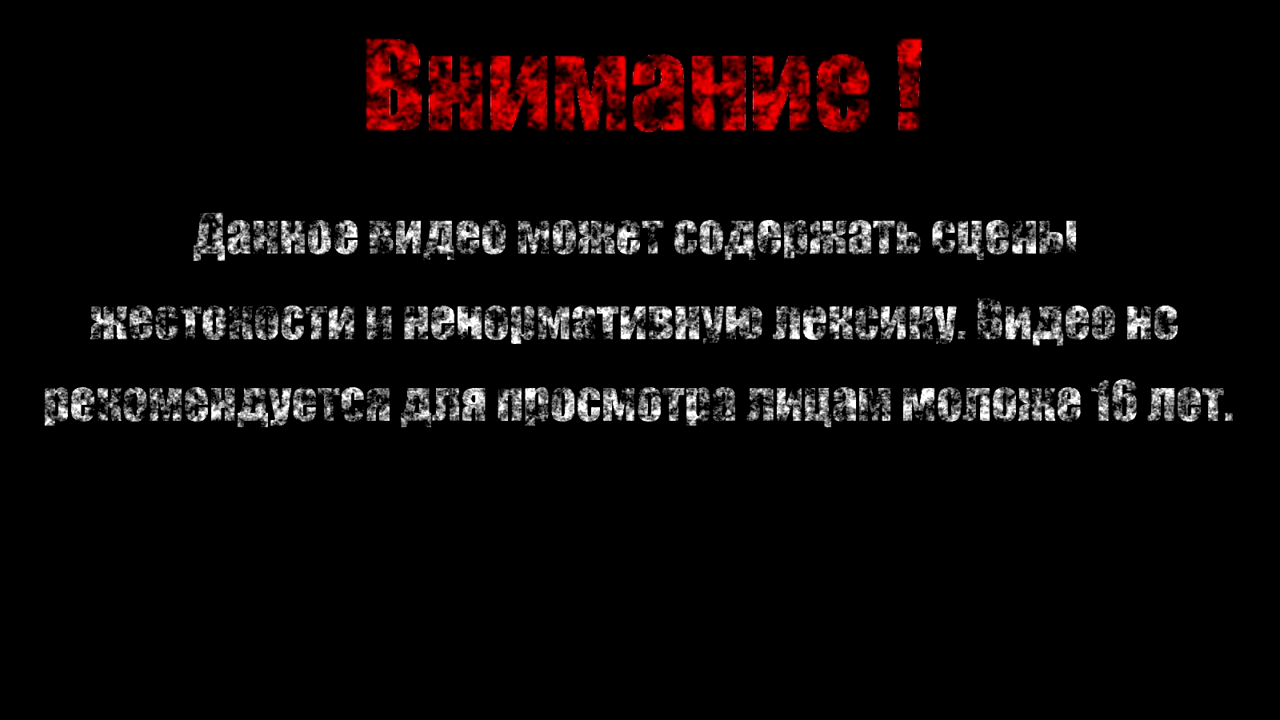 Внимание !
Данное видео может содержать сцены
жестокости и ненормативную лексику. Видео не
рекомендуется для просмотра лицам моложе 16 лет.